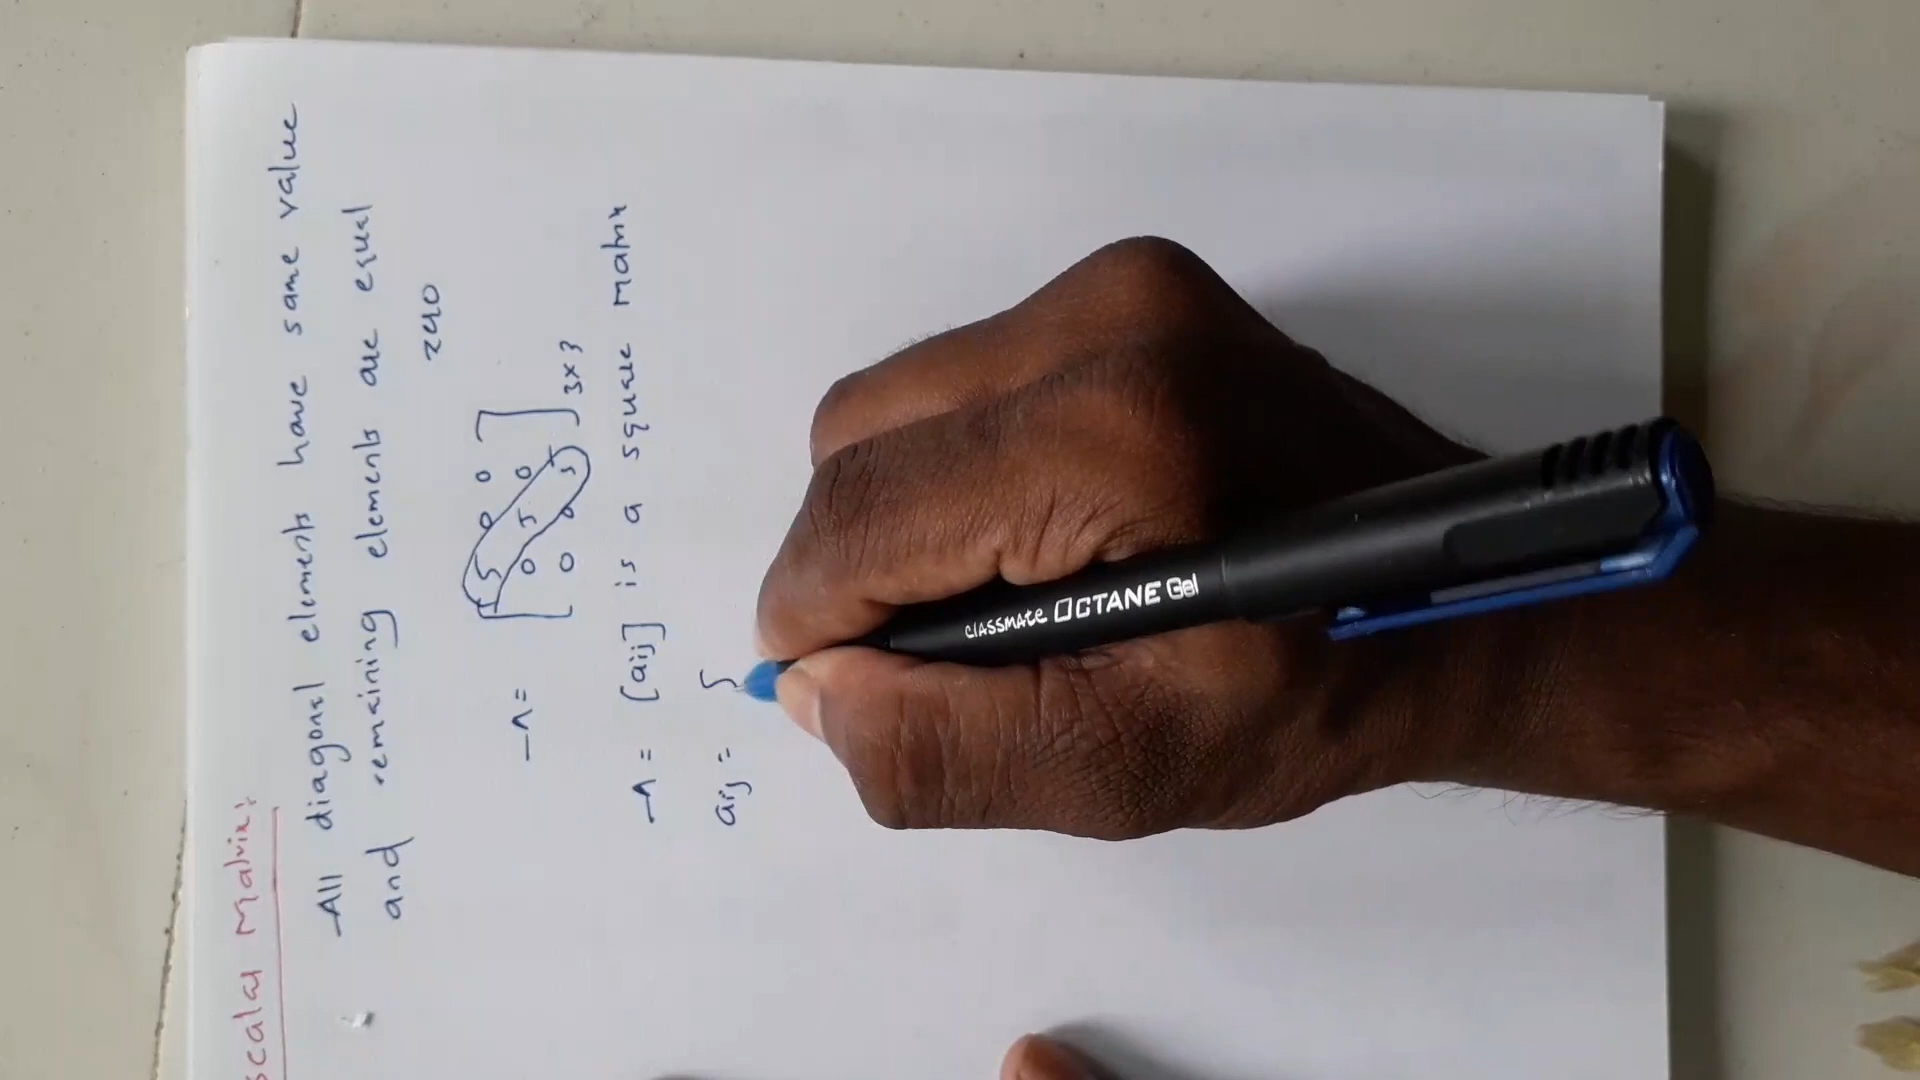 scalar Matrix:
All diagonal elements have same value
and remaining elements are equal
zero
A = [5 0 0
0 5 0
0 0 5] 3x3
A = [aij] is a square matrix
aij = {
CLASSMATE OCTANE Gel